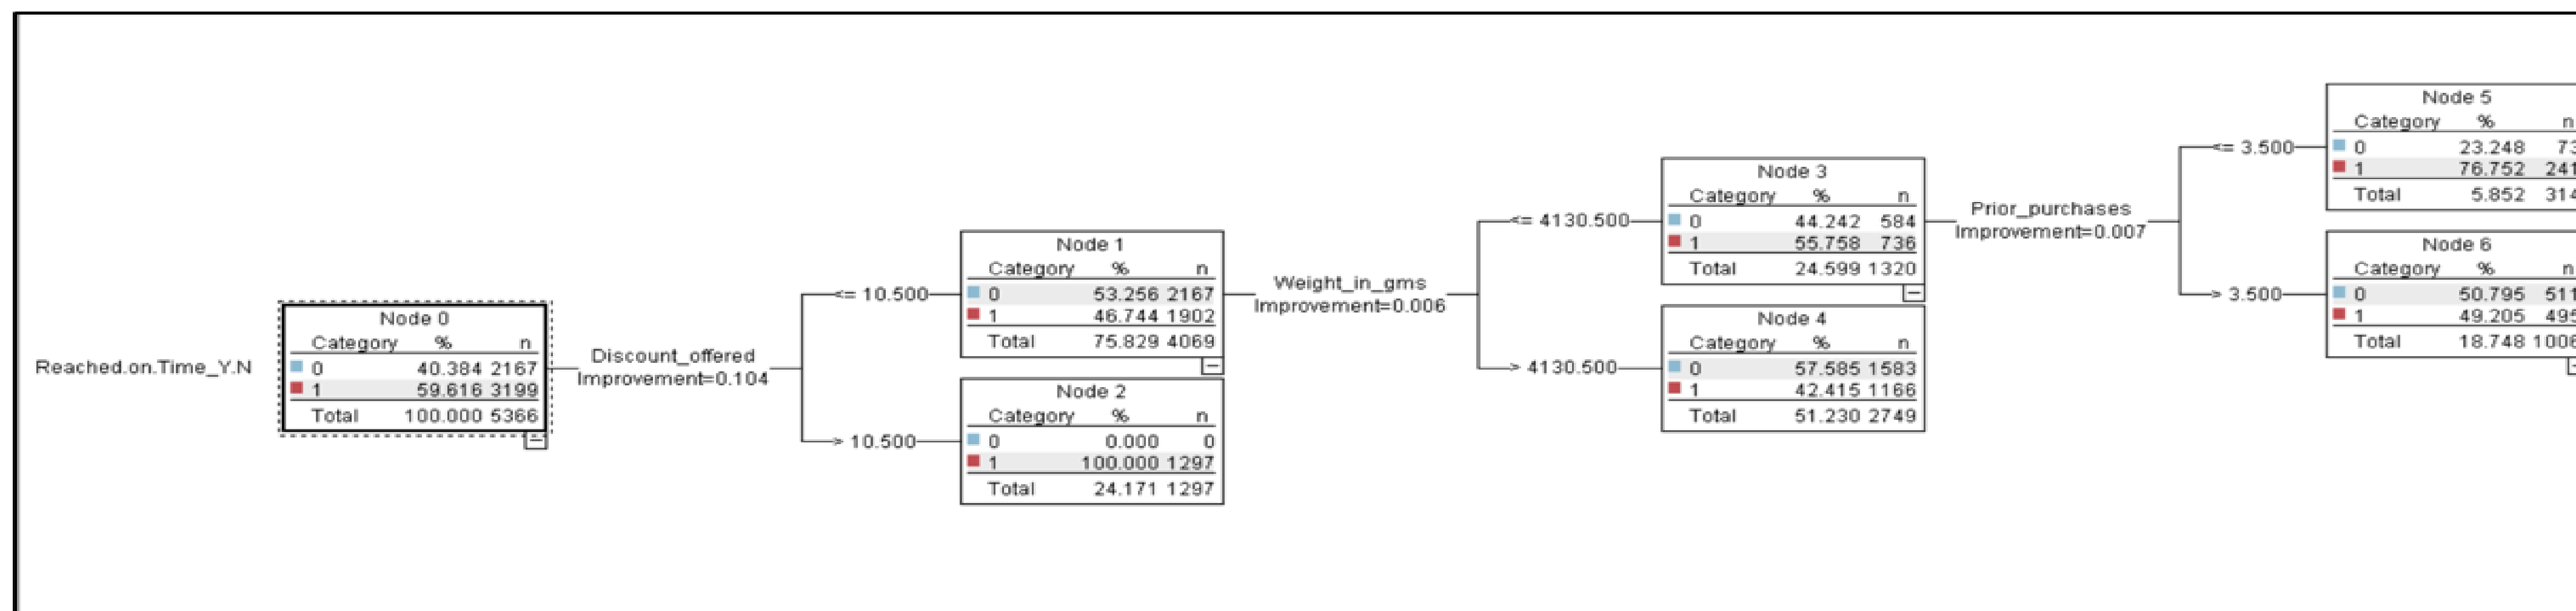 Reached.on.Time_Y.N
Node 0
Category % n
0 40.384 2167
1 59.616 3199
Total 100.000 5366
Discount_offered
Improvement=0.104
<= 10.500
> 10.500
Node 1
Category % n
0 53.256 2167
1 46.744 1902
Total 75.829 4069
Node 2
Category % n
0 0.000 0
1 100.000 1297
Total 24.171 1297
Weight_in_gms
Improvement=0.006
<= 4130.500
> 4130.500
Node 3
Category % n
0 44.242 584
1 55.758 736
Total 24.599 1320
Node 4
Category % n
0 57.585 1583
1 42.415 1166
Total 51.230 2749
Prior_purchases
Improvement=0.007
<= 3.500
> 3.500
Node 5
Category % n
0 23.248 73
1 76.752 241
Total 5.852 314
Node 6
Category % n
0 50.795 511
1 49.205 495
Total 18.748 1006